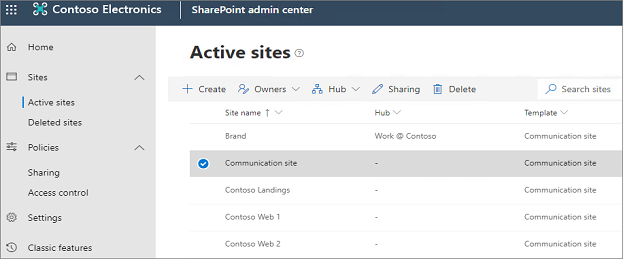 Contoso Electronics SharePoint admin center
Home
Sites
Active sites
Deleted sites
Policies
Sharing
Access control
Settings
Classic features
Active sites
Create Owners Hub Sharing Delete Search sites
Site name Hub Template
Brand Work @ Contoso Communication site
Communication site - Communication site
Contoso Landings - Communication site
Contoso Web 1 - Communication site
Contoso Web 2 - Communication site